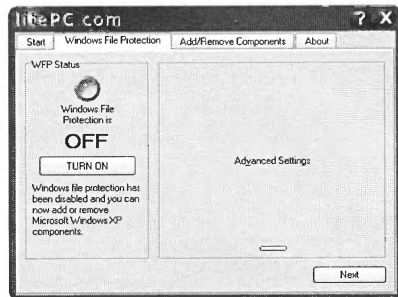 litePC.com
? X
Start Windows File Protection Add/Remove Components About
WFP Status
Windows File
Protection is
OFF
TURN ON
Windows file protection has
been disabled and you can
now add or remove
Microsoft Windows XP
components.
Advanced Settings
Next